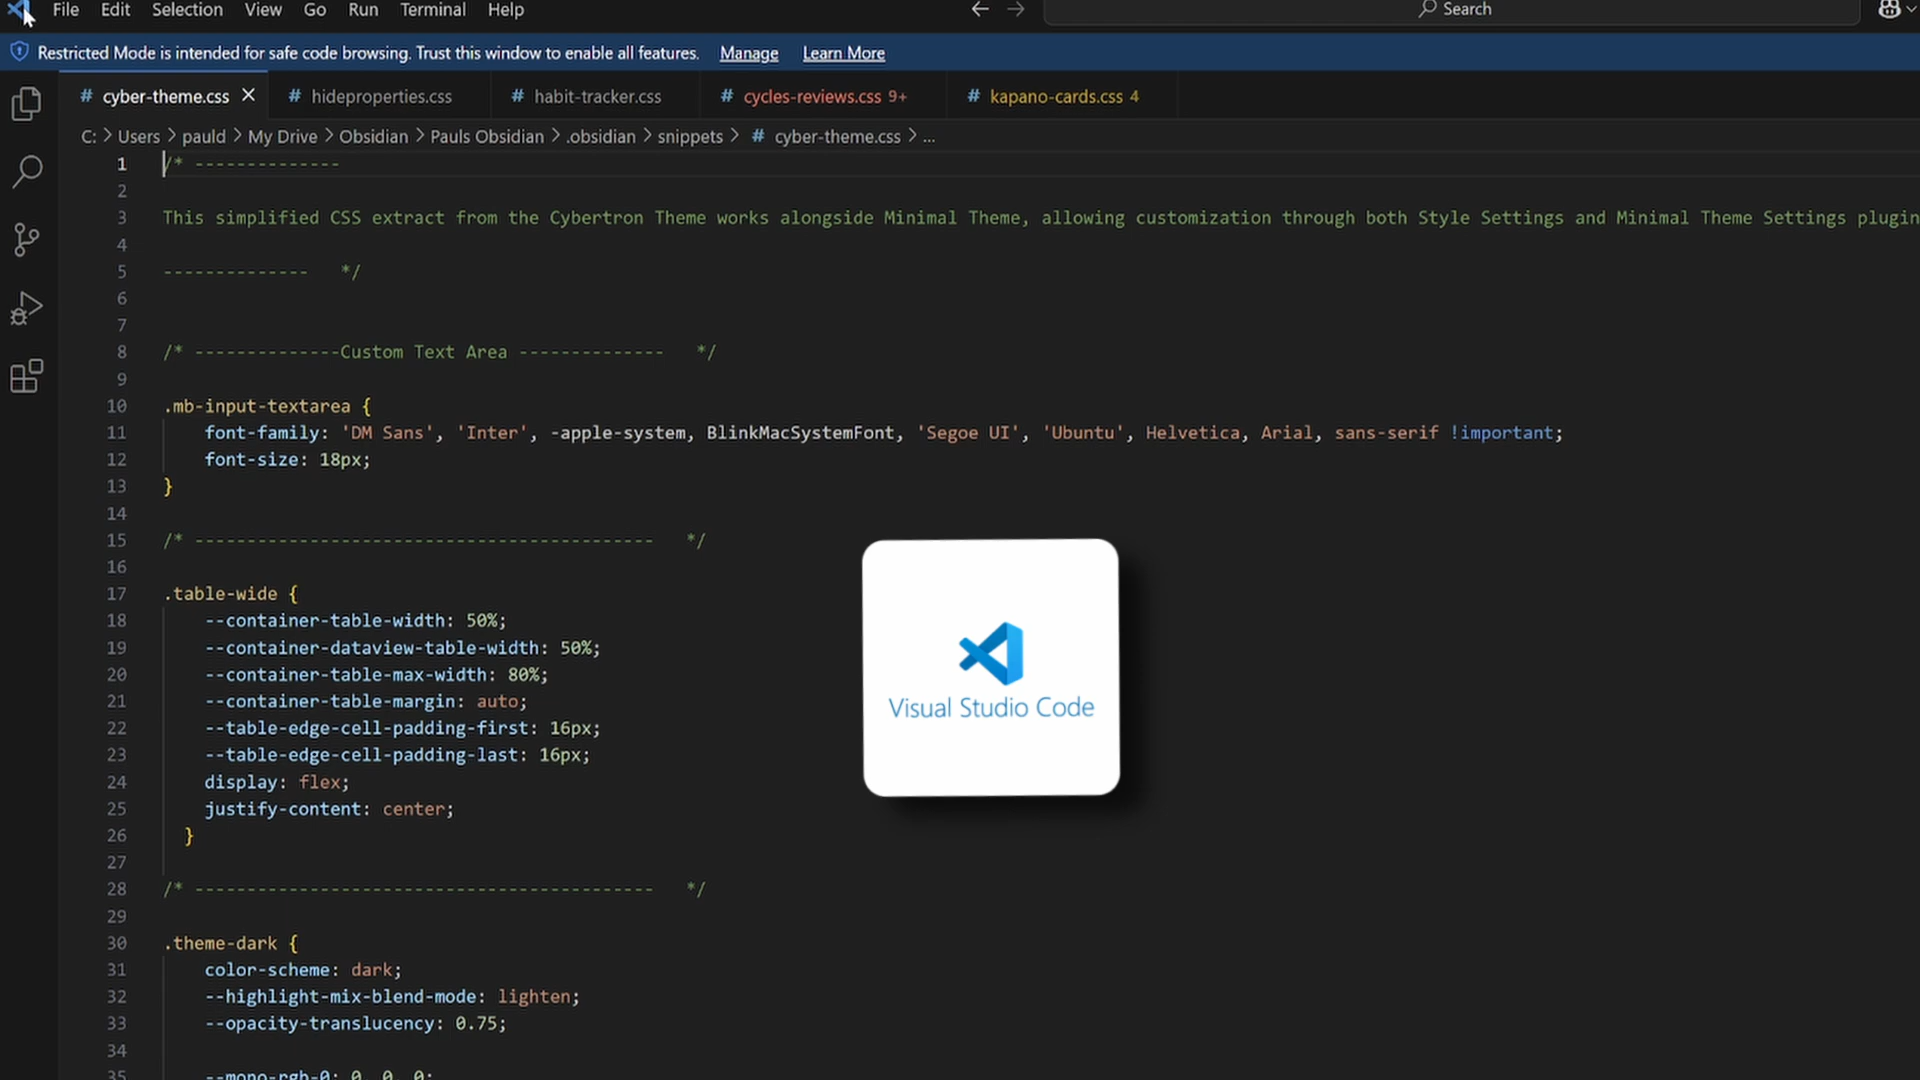 File Edit Selection View Go Run Terminal Help Search
Restricted Mode is intended for safe code browsing. Trust this window to enable all features. Manage Learn More
# cyber-theme.css # hideproperties.css # habit-tracker.css # cycles-reviews.css 9+ # kapano-cards.css 4
C: > Users > pauld > My Drive > Obsidian > Pauls Obsidian > .obsidian > snippets > # cyber-theme.css > ...
1 /* --------------
2
3 This simplified CSS extract from the Cybertron Theme works alongside Minimal Theme, allowing customization through both Style Settings and Minimal Theme Settings plugin
4
5 --------------   */
6
7
8 /* --------------Custom Text Area --------------   */
9
10 .mb-input-textarea {
11 font-family: 'DM Sans', 'Inter', -apple-system, BlinkMacSystemFont, 'Segoe UI', 'Ubuntu', Helvetica, Arial, sans-serif !important;
12 font-size: 18px;
13 }
14
15 /* --------------------------------------------   */
16
17 .table-wide {
18 --container-table-width: 50%;
19 --container-dataview-table-width: 50%;
20 --container-table-max-width: 80%;
21 --container-table-margin: auto;
22 --table-edge-cell-padding-first: 16px;
23 --table-edge-cell-padding-last: 16px;
24 display: flex;
25 justify-content: center;
26 }
27
28 /* --------------------------------------------   */
29
30 .theme-dark {
31 color-scheme: dark;
32 --highlight-mix-blend-mode: lighten;
33 --opacity-translucency: 0.75;
34
35 --mono-rgb-0: 0, 0, 0;
Visual Studio Code